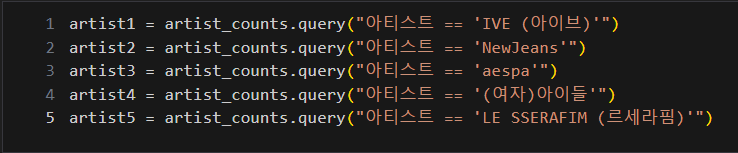 1 artist1 = artist_counts.query("아티스트 == 'IVE (아이브)'")
2 artist2 = artist_counts.query("아티스트 == 'NewJeans'")
3 artist3 = artist_counts.query("아티스트 == 'aespa'")
4 artist4 = artist_counts.query("아티스트 == '(여자)아이들'")
5 artist5 = artist_counts.query("아티스트 == 'LE SSERAFIM (르세라핌)'")